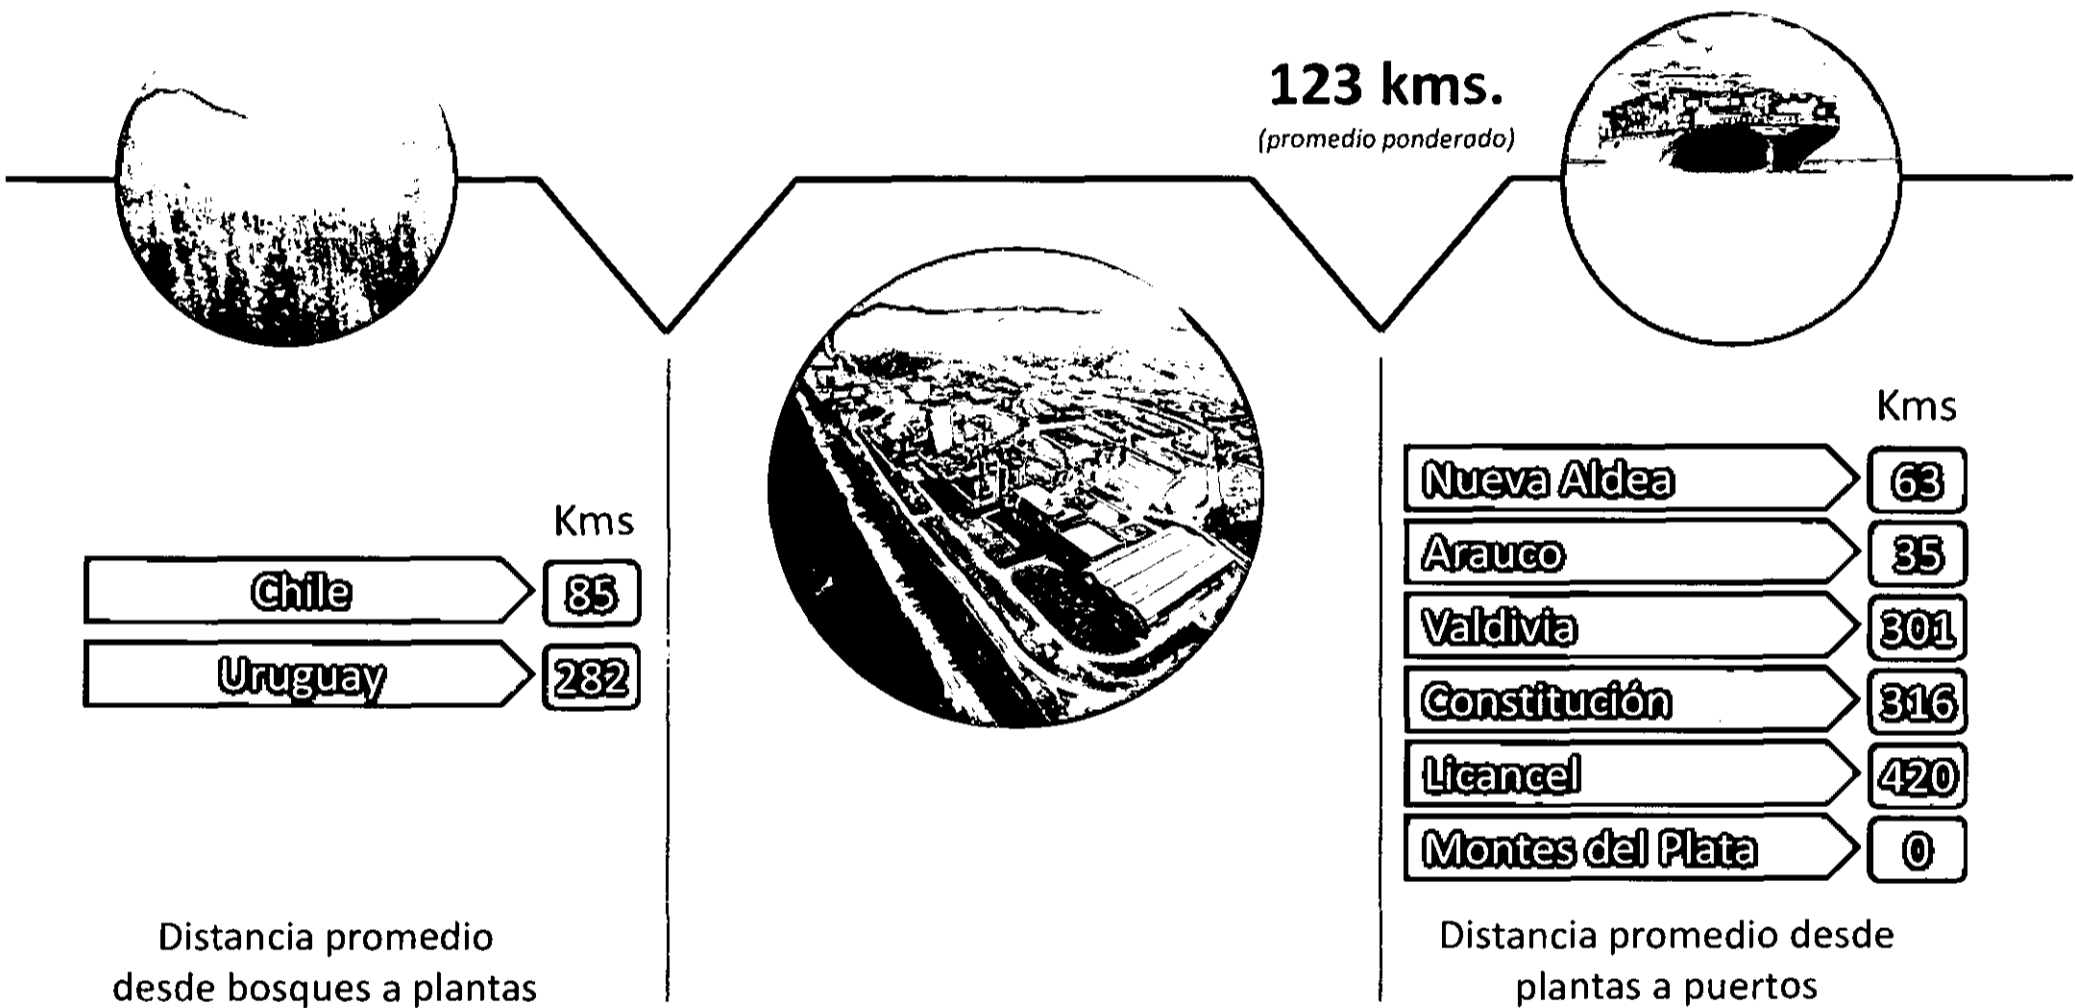 123 kms.
(promedio ponderado)
Kms
Chile 85
Uruguay 282
Distancia promedio
desde bosques a plantas
Kms
Nueva Aldea 63
Arauco 35
Valdivia 301
Constitución 316
Licancel 420
Montes del Plata 0
Distancia promedio desde
plantas a puertos